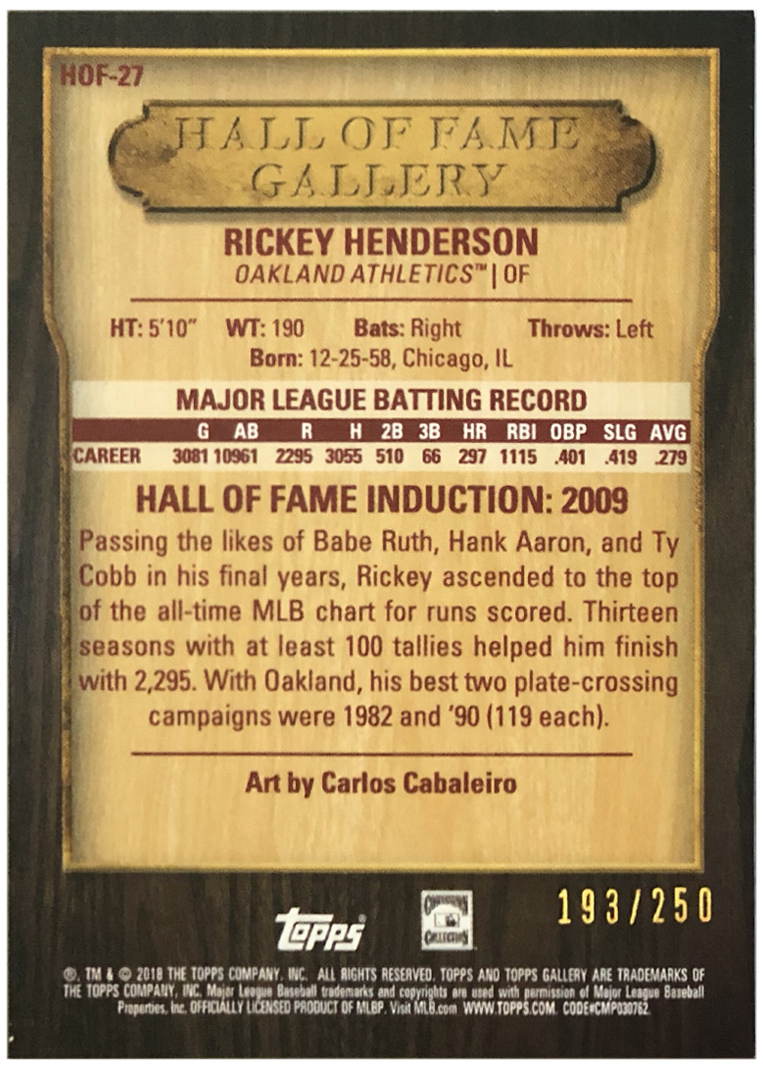 HOF-27
HALL OF FAME
GALLERY
RICKEY HENDERSON
OAKLAND ATHLETICS™ | OF
HT: 5'10" WT: 190 Bats: Right Throws: Left
Born: 12-25-58, Chicago, IL
MAJOR LEAGUE BATTING RECORD
G AB R H 2B 3B HR RBI OBP SLG AVG
CAREER 3081 10961 2295 3055 510 66 297 1115 .401 .419 .279
HALL OF FAME INDUCTION: 2009
Passing the likes of Babe Ruth, Hank Aaron, and Ty
Cobb in his final years, Rickey ascended to the top
of the all-time MLB chart for runs scored. Thirteen
seasons with at least 100 tallies helped him finish
with 2,295. With Oakland, his best two plate-crossing
campaigns were 1982 and '90 (119 each).
Art by Carlos Cabaleiro
193/250
Topps®
COOPERSTOWN
COLLECTION
®, TM & © 2018 THE TOPPS COMPANY, INC. ALL RIGHTS RESERVED. TOPPS AND TOPPS GALLERY ARE TRADEMARKS OF
THE TOPPS COMPANY, INC. Major League Baseball trademarks and copyrights are used with permission of Major League Baseball
Properties, Inc. OFFICIALLY LICENSED PRODUCT OF MLBP. Visit MLB.com WWW.TOPPS.COM. CODE#CMP030762